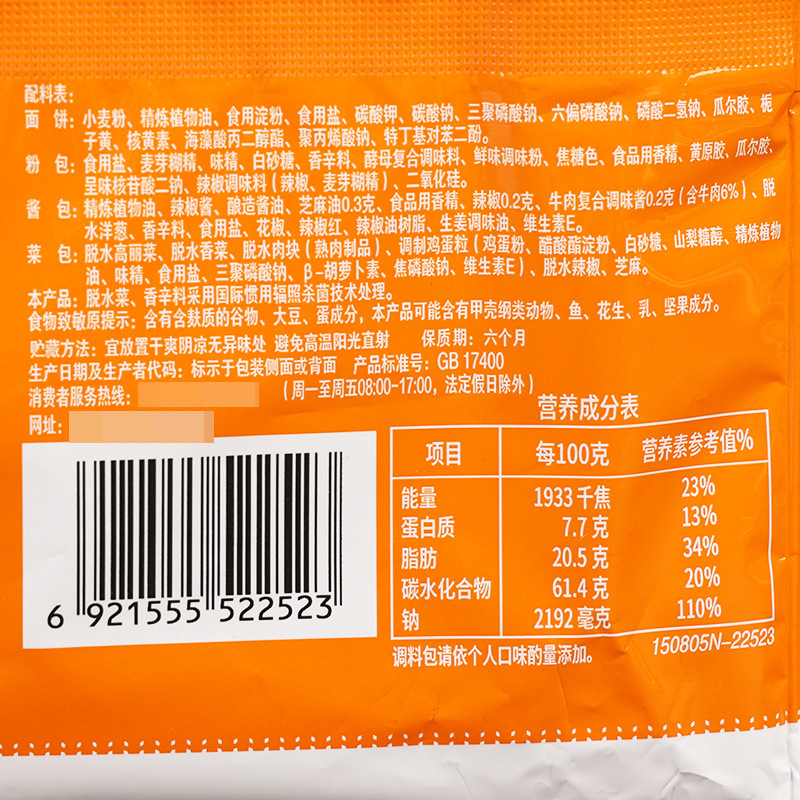 配料表:
面 饼: 小麦粉、精炼植物油、食用淀粉、食用盐、碳酸钾、碳酸钠、三聚磷酸钠、六偏磷酸钠、磷酸二氢钠、瓜尔胶、栀
子黄、核黄素、海藻酸丙二醇酯、聚丙烯酸钠、特丁基对苯二酚。
粉 包: 食用盐、麦芽糊精、味精、白砂糖、香辛料、酵母复合调味料、鲜味调味粉、焦糖色、食品用香精、黄原胶、瓜尔胶、
呈味核苷酸二钠、辣椒调味料(辣椒、麦芽糊精)、二氧化硅。
酱 包: 精炼植物油、辣椒酱、酿造酱油、芝麻油0.3克、食品用香精、辣椒0.2克、牛肉复合调味酱0.2克(含牛肉6%)、脱
水洋葱、香辛料、食用盐、花椒、辣椒红、辣椒油树脂、生姜调味油、维生素E。
菜 包: 脱水高丽菜、脱水香菜、脱水肉块(熟肉制品)、调制鸡蛋粒(鸡蛋粉、醋酸酯淀粉、白砂糖、山梨糖醇、精炼植物
油、味精、食用盐、三聚磷酸钠、β-胡萝卜素、焦磷酸钠、维生素E)、脱水辣椒、芝麻。
本产品: 脱水菜、香辛料采用国际惯用辐照杀菌技术处理。
食物致敏原提示: 含有含麸质的谷物、大豆、蛋成分,本产品可能含有甲壳纲类动物、鱼、花生、乳、坚果成分。
贮藏方法: 宜放置干爽阴凉无异味处 避免高温阳光直射 保质期: 六个月
生产日期及生产者代码: 标示于包装侧面或背面 产品标准号: GB 17400
消费者服务热线: (周一至周五08:00-17:00, 法定假日除外)
网址:
营养成分表
项目 每100克 营养素参考值%
能量 1933 千焦 23%
蛋白质 7.7 克 13%
脂肪 20.5 克 34%
碳水化合物 61.4 克 20%
钠 2192 毫克 110%
调料包请依个人口味酌量添加。 150805N-22523
6 921555 522523